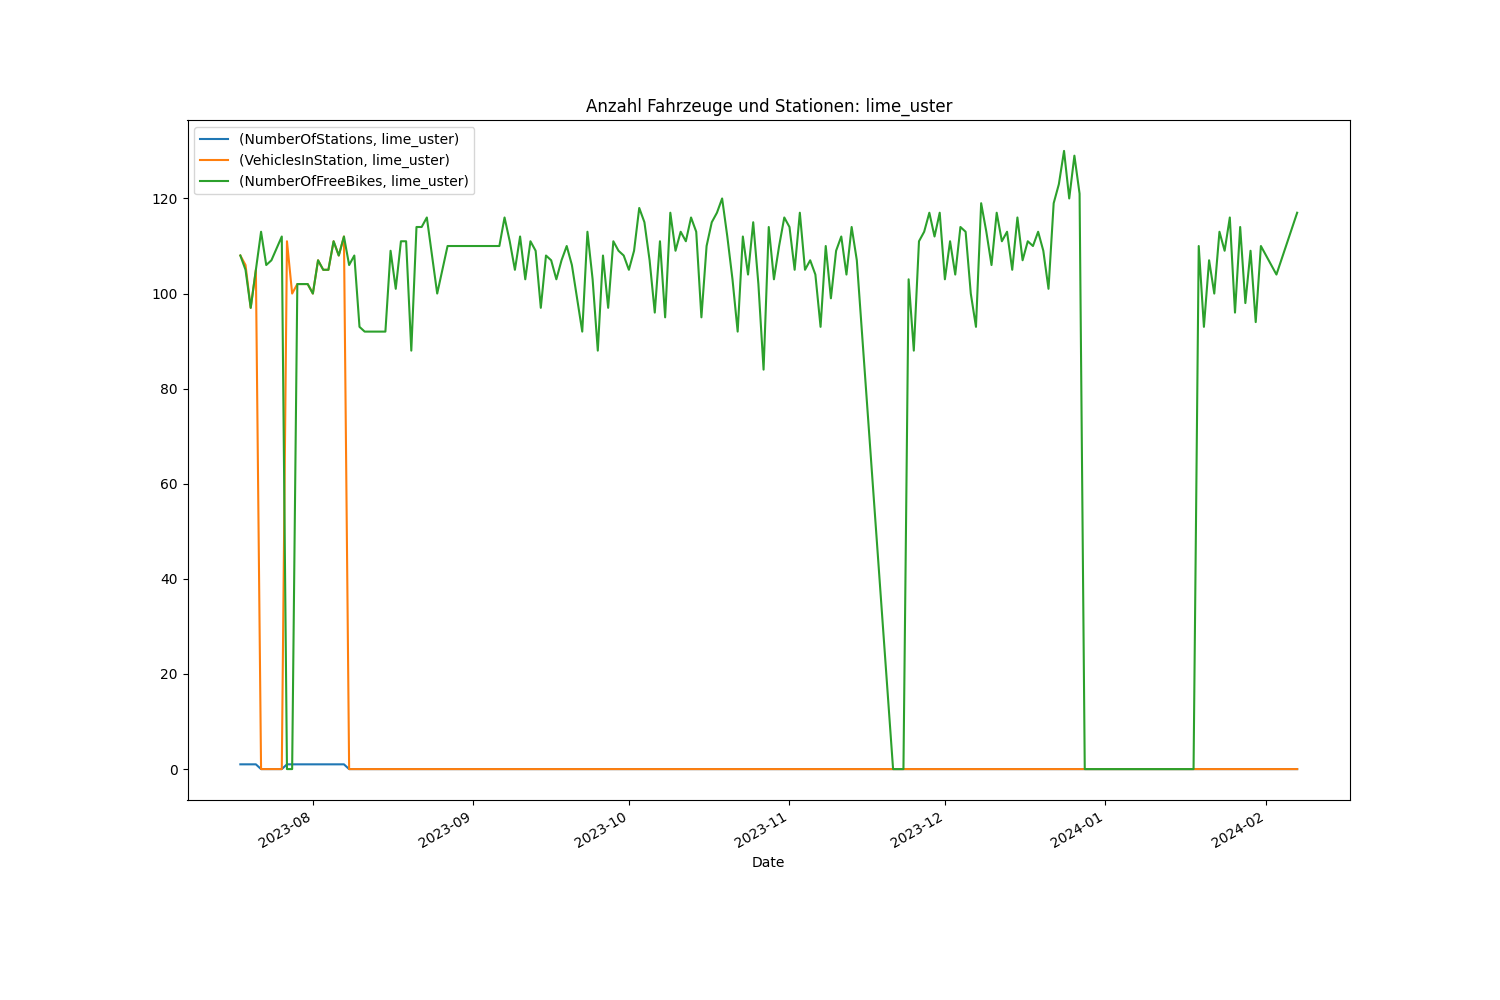 Anzahl Fahrzeuge und Stationen: lime_uster
(NumberOfStations, lime_uster)
(VehiclesInStation, lime_uster)
(NumberOfFreeBikes, lime_uster)
120
100
80
60
40
20
0
2023-08
2023-09
2023-10
2023-11
2023-12
2024-01
2024-02
Date